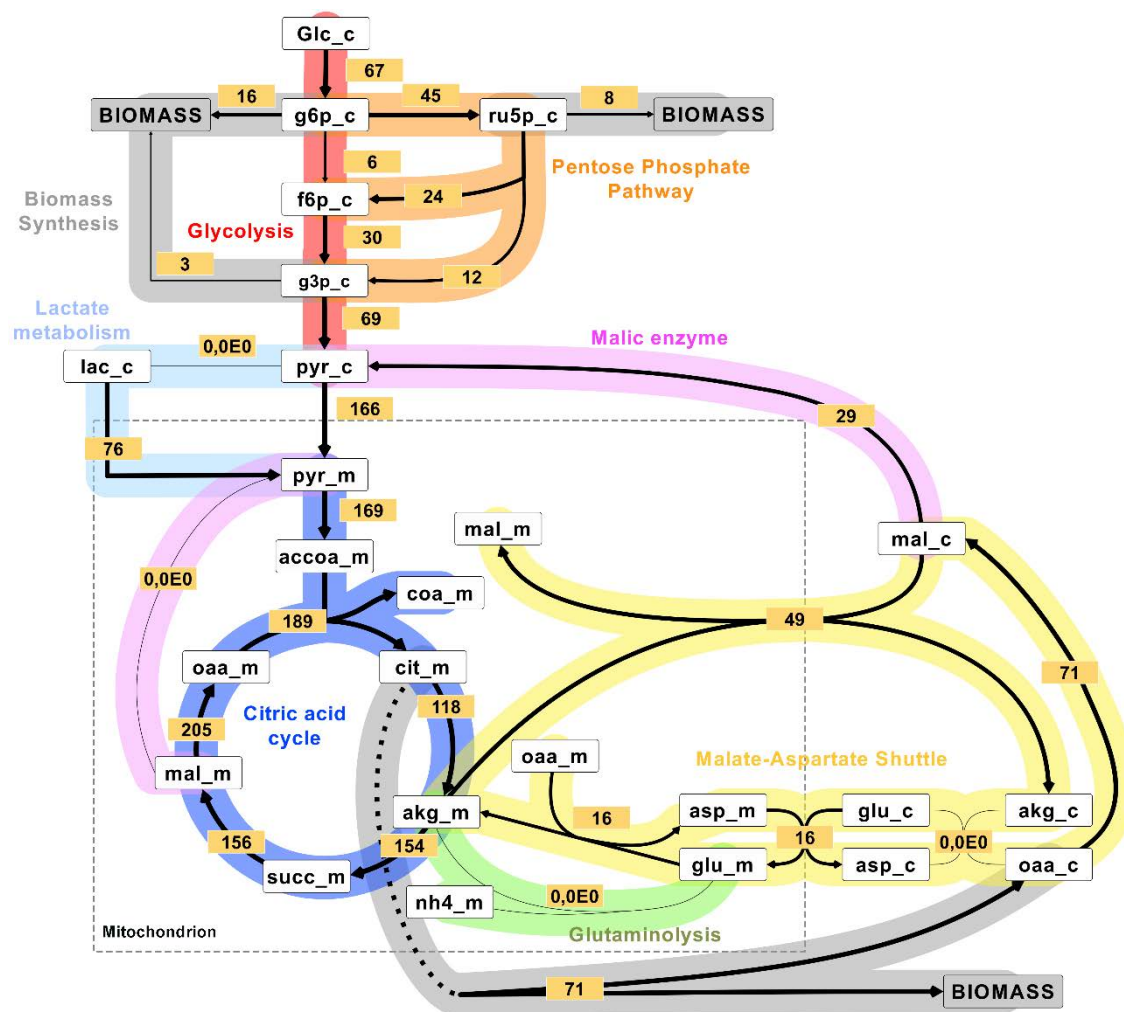 Glc_c
67
16
45
8
BIOMASS
g6p_c
ru5p_c
BIOMASS
6
Pentose Phosphate
Pathway
24
f6p_c
Biomass
Synthesis
Glycolysis
30
3
12
g3p_c
69
Lactate
metabolism
0,0E0
Malic enzyme
lac_c
pyr_c
166
29
76
pyr_m
169
mal_m
mal_c
accoa_m
0,0E0
coa_m
189
49
oaa_m
cit_m
71
118
Citric acid
cycle
205
oaa_m
Malate-Aspartate Shuttle
mal_m
akg_m
16
asp_m
glu_c
akg_c
156
154
16
0,0E0
succ_m
glu_m
asp_c
oaa_c
nh4_m
0,0E0
Mitochondrion
Glutaminolysis
71
BIOMASS